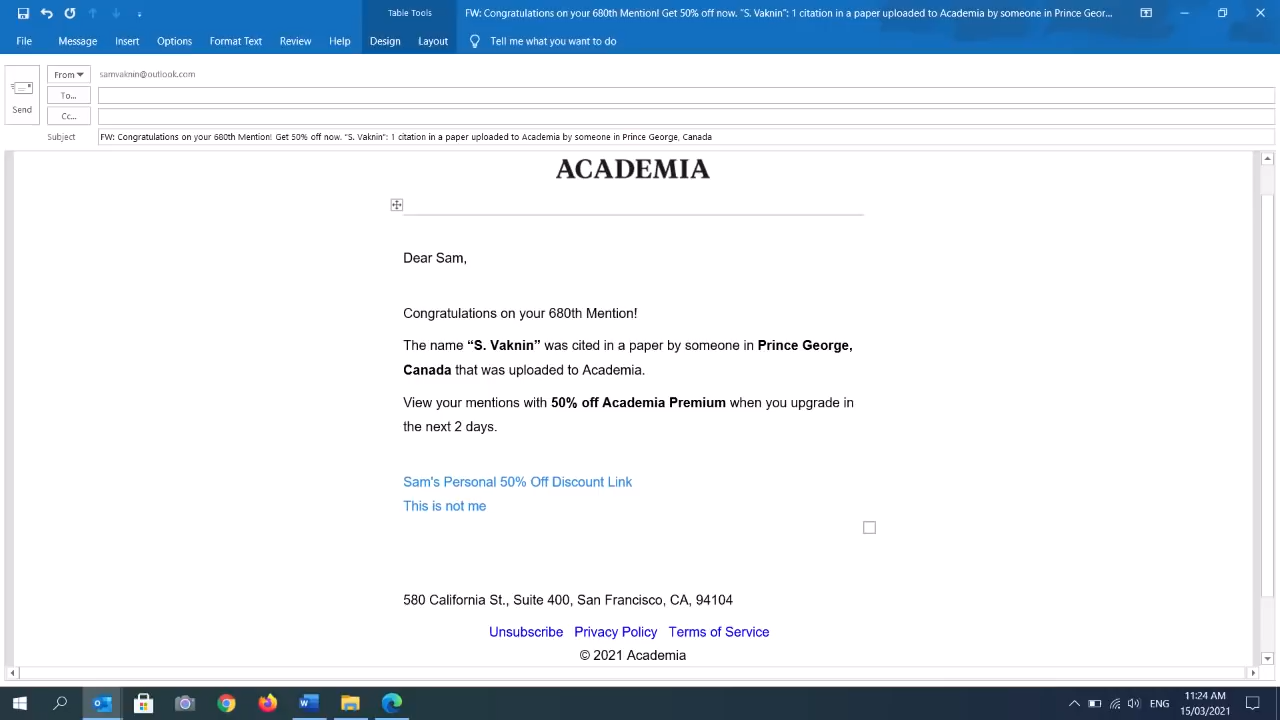 Table Tools
FW: Congratulations on your 680th Mention! Get 50% off now. “S. Vaknin”: 1 citation in a paper uploaded to Academia by someone in Prince Geor...
File Message Insert Options Format Text Review Help Design Layout Tell me what you want to do
From samvaknin@outlook.com
Send
To...
Cc...
Subject FW: Congratulations on your 680th Mention! Get 50% off now. “S. Vaknin”: 1 citation in a paper uploaded to Academia by someone in Prince George, Canada
ACADEMIA
Dear Sam,
Congratulations on your 680th Mention!
The name “S. Vaknin” was cited in a paper by someone in Prince George,
Canada that was uploaded to Academia.
View your mentions with 50% off Academia Premium when you upgrade in
the next 2 days.
Sam's Personal 50% Off Discount Link
This is not me
580 California St., Suite 400, San Francisco, CA, 94104
Unsubscribe Privacy Policy Terms of Service
© 2021 Academia
ENG
11:24 AM
15/03/2021